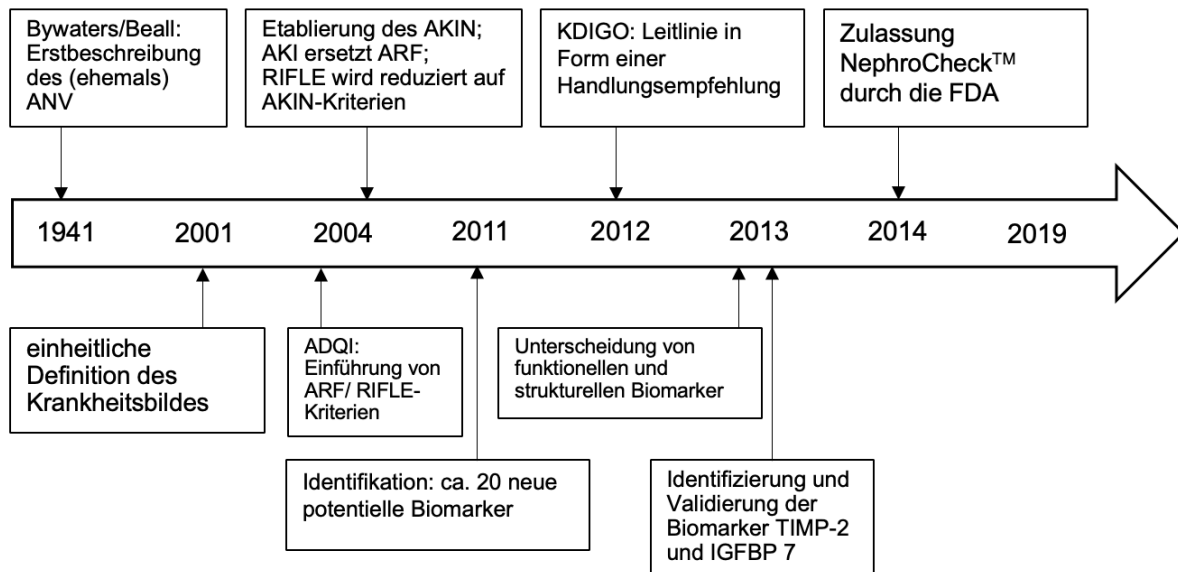 Bywaters/Beall:
Erstbeschreibung
des (ehemals)
ANV
Etablierung des AKIN;
AKI ersetzt ARF;
RIFLE wird reduziert auf
AKIN-Kriterien
KDIGO: Leitlinie in
Form einer
Handlungsempfehlung
Zulassung
NephroCheck™
durch die FDA
1941 2001 2004 2011 2012 2013 2014 2019
einheitliche
Definition des
Krankheitsbildes
ADQI:
Einführung von
ARF/ RIFLE-
Kriterien
Unterscheidung von
funktionellen und
strukturellen Biomarker
Identifikation: ca. 20 neue
potentielle Biomarker
Identifizierung und
Validierung der
Biomarker TIMP-2
und IGFBP 7